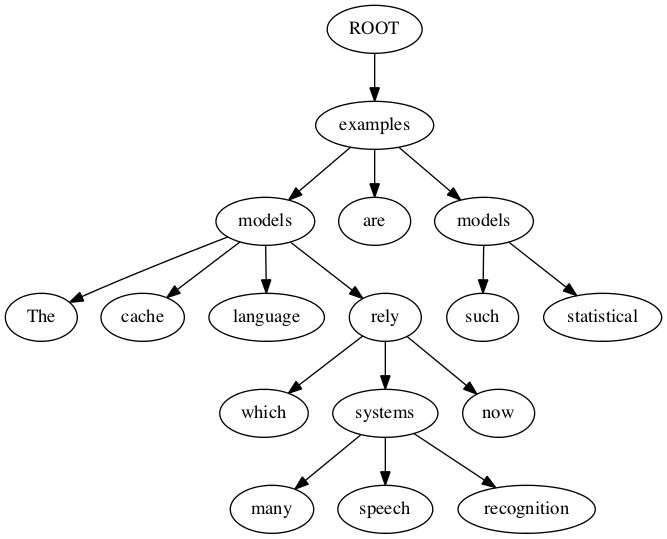 ROOT
examples
models are models
The cache language rely such statistical
which systems now
many speech recognition